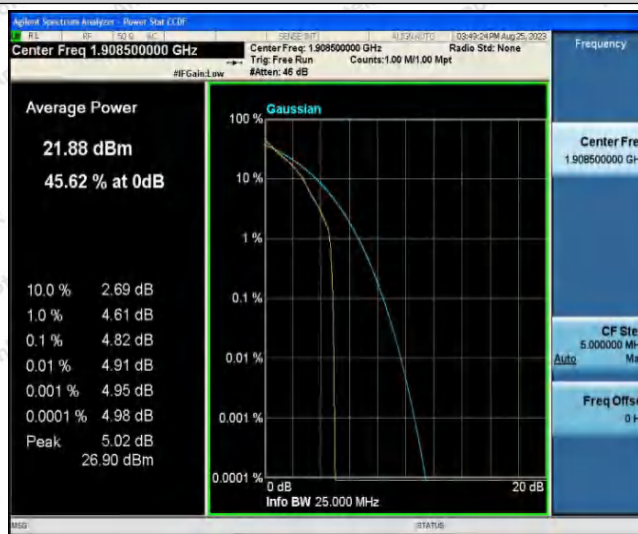 Agilent Spectrum Analyzer - Power Stat CCDF
RL RF 50 Ω AC SENSE:INT ALIGN AUTO 03:49:24 PM Aug 25, 2023
Center Freq 1.908500000 GHz
Center Freq: 1.908500000 GHz Radio Std: None
Trig: Free Run Counts:1.00 M/1.00 Mpt
#IFGain:Low #Atten: 46 dB
Frequency
Average Power
21.88 dBm
45.62 % at 0dB
10.0 % 2.69 dB
1.0 % 4.61 dB
0.1 % 4.82 dB
0.01 % 4.91 dB
0.001 % 4.95 dB
0.0001 % 4.98 dB
Peak 5.02 dB
26.90 dBm
Gaussian
100 %
10 %
1 %
0.1 %
0.01 %
0.001 %
0.0001 %
0 dB 20 dB
Info BW 25.000 MHz
Center Fre
1.908500000 GH
CF Ste
5.000000 MH
Auto Ma
Freq Offs
0 H
MSG STATUS